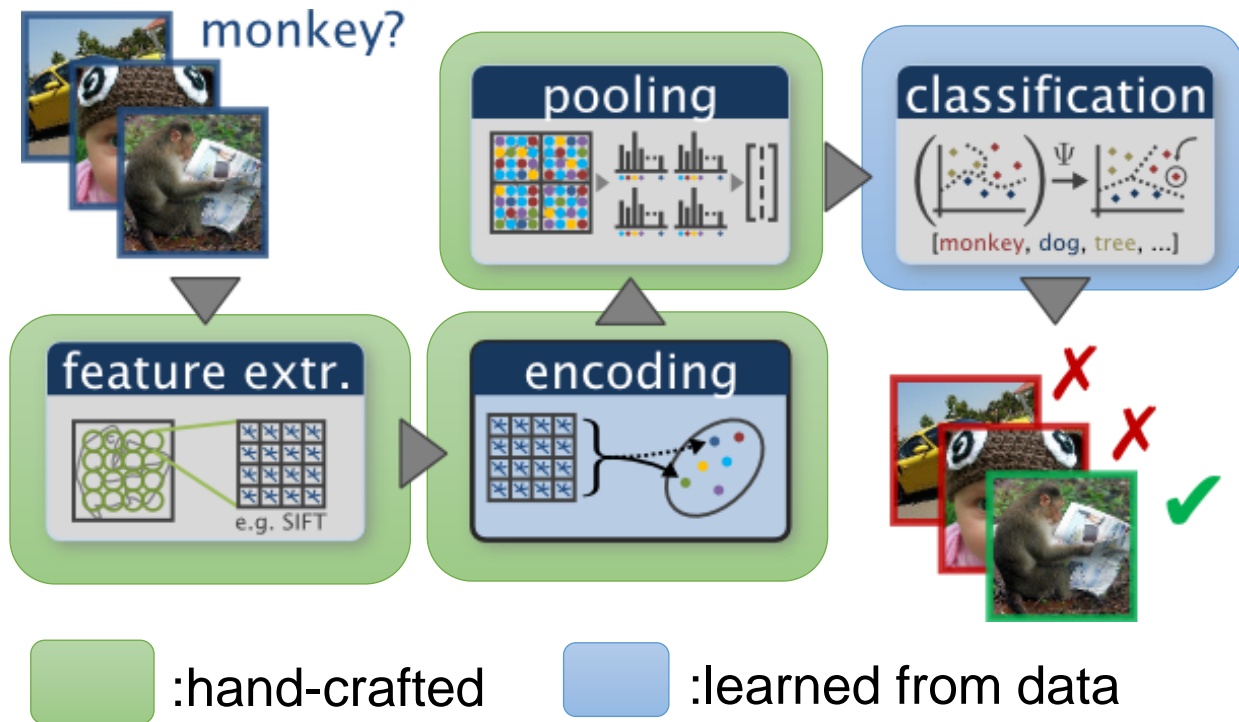 monkey?
feature extr.
e.g. SIFT
encoding
pooling
classification
Ψ
[monkey, dog, tree, ...]
:hand-crafted
:learned from data